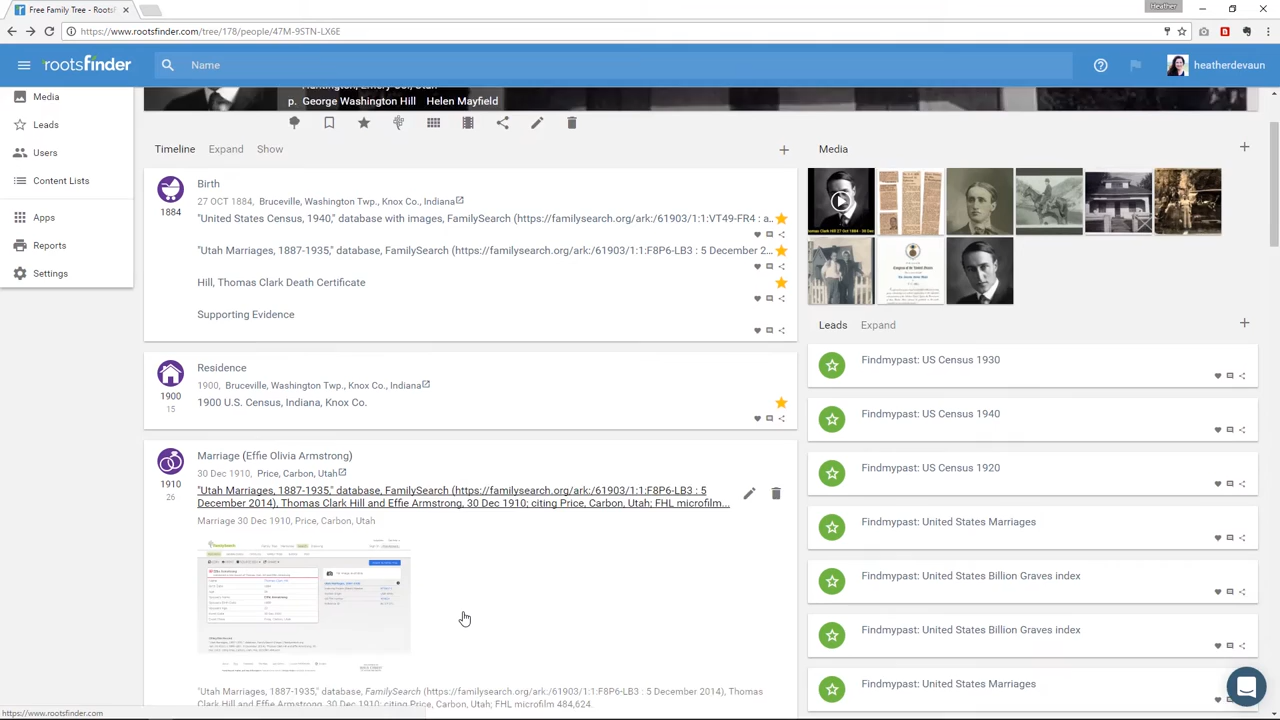 Free Family Tree - RootsF
Heather
https://www.rootsfinder.com/tree/178/people/47M-9STN-LX6E
rootsfinder
Name
heatherdevaun
Huntington, Emery Co., Utah
p. George Washington Hill Helen Mayfield
Media
Leads
Users
Content Lists
Apps
Reports
Settings
Timeline Expand Show
Birth
1884
27 OCT 1884, Bruceville, Washington Twp., Knox Co., Indiana
"United States Census, 1940," database with images, FamilySearch (https://familysearch.org/ark:/61903/1:1:VT49-FR4 : a...
"Utah Marriages, 1887-1935," database, FamilySearch (https://familysearch.org/ark:/61903/1:1:F8P6-LB3 : 5 December 2...
Hill, Thomas Clark Death Certificate
Supporting Evidence
Residence
1900, Bruceville, Washington Twp., Knox Co., Indiana
1900
15
1900 U.S. Census, Indiana, Knox Co.
Marriage (Effie Olivia Armstrong)
30 Dec 1910, Price, Carbon, Utah
1910
26
"Utah Marriages, 1887-1935," database, FamilySearch (https://familysearch.org/ark:/61903/1:1:F8P6-LB3 : 5
December 2014), Thomas Clark Hill and Effie Armstrong, 30 Dec 1910; citing Price, Carbon, Utah; FHL microfilm...
Marriage 30 Dec 1910, Price, Carbon, Utah
Effie Armstrong
"Utah Marriages, 1887-1935," database, FamilySearch (https://familysearch.org/ark:/61903/1:1:F8P6-LB3 : 5 December 2014), Thomas
Clark Hill and Effie Armstrong, 30 Dec 1910; citing Price, Carbon, Utah; FHL microfilm 484,624.
Media
Leads Expand
Findmypast: US Census 1930
Findmypast: US Census 1940
Findmypast: US Census 1920
Findmypast: United States Marriages
Findmypast: United States Billion Graves Index
Findmypast: United States Billion Graves Index
Findmypast: United States Marriages
https://www.rootsfinder.com